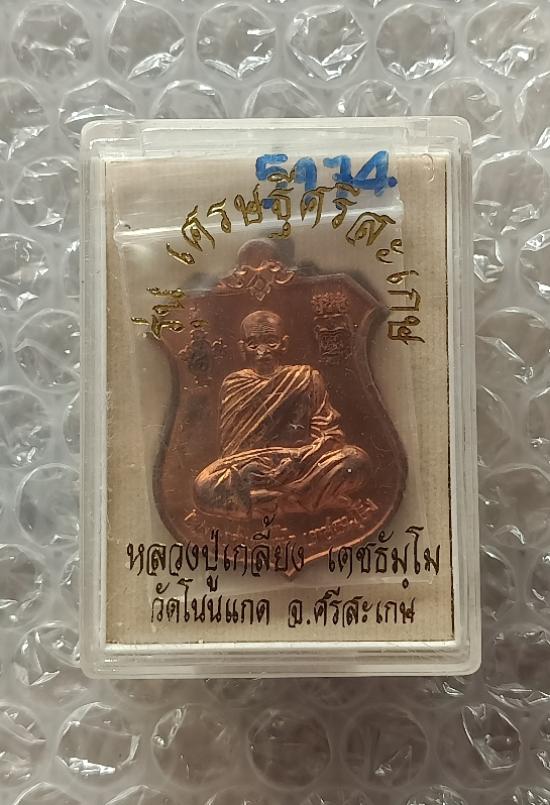 5174.
รุ่น เศรษฐีศรีสะเกษ
หลวงปู่เกลี้ยง เตชธัมฺโม
วัดโนนแกด อ.ศรีสะเกษ